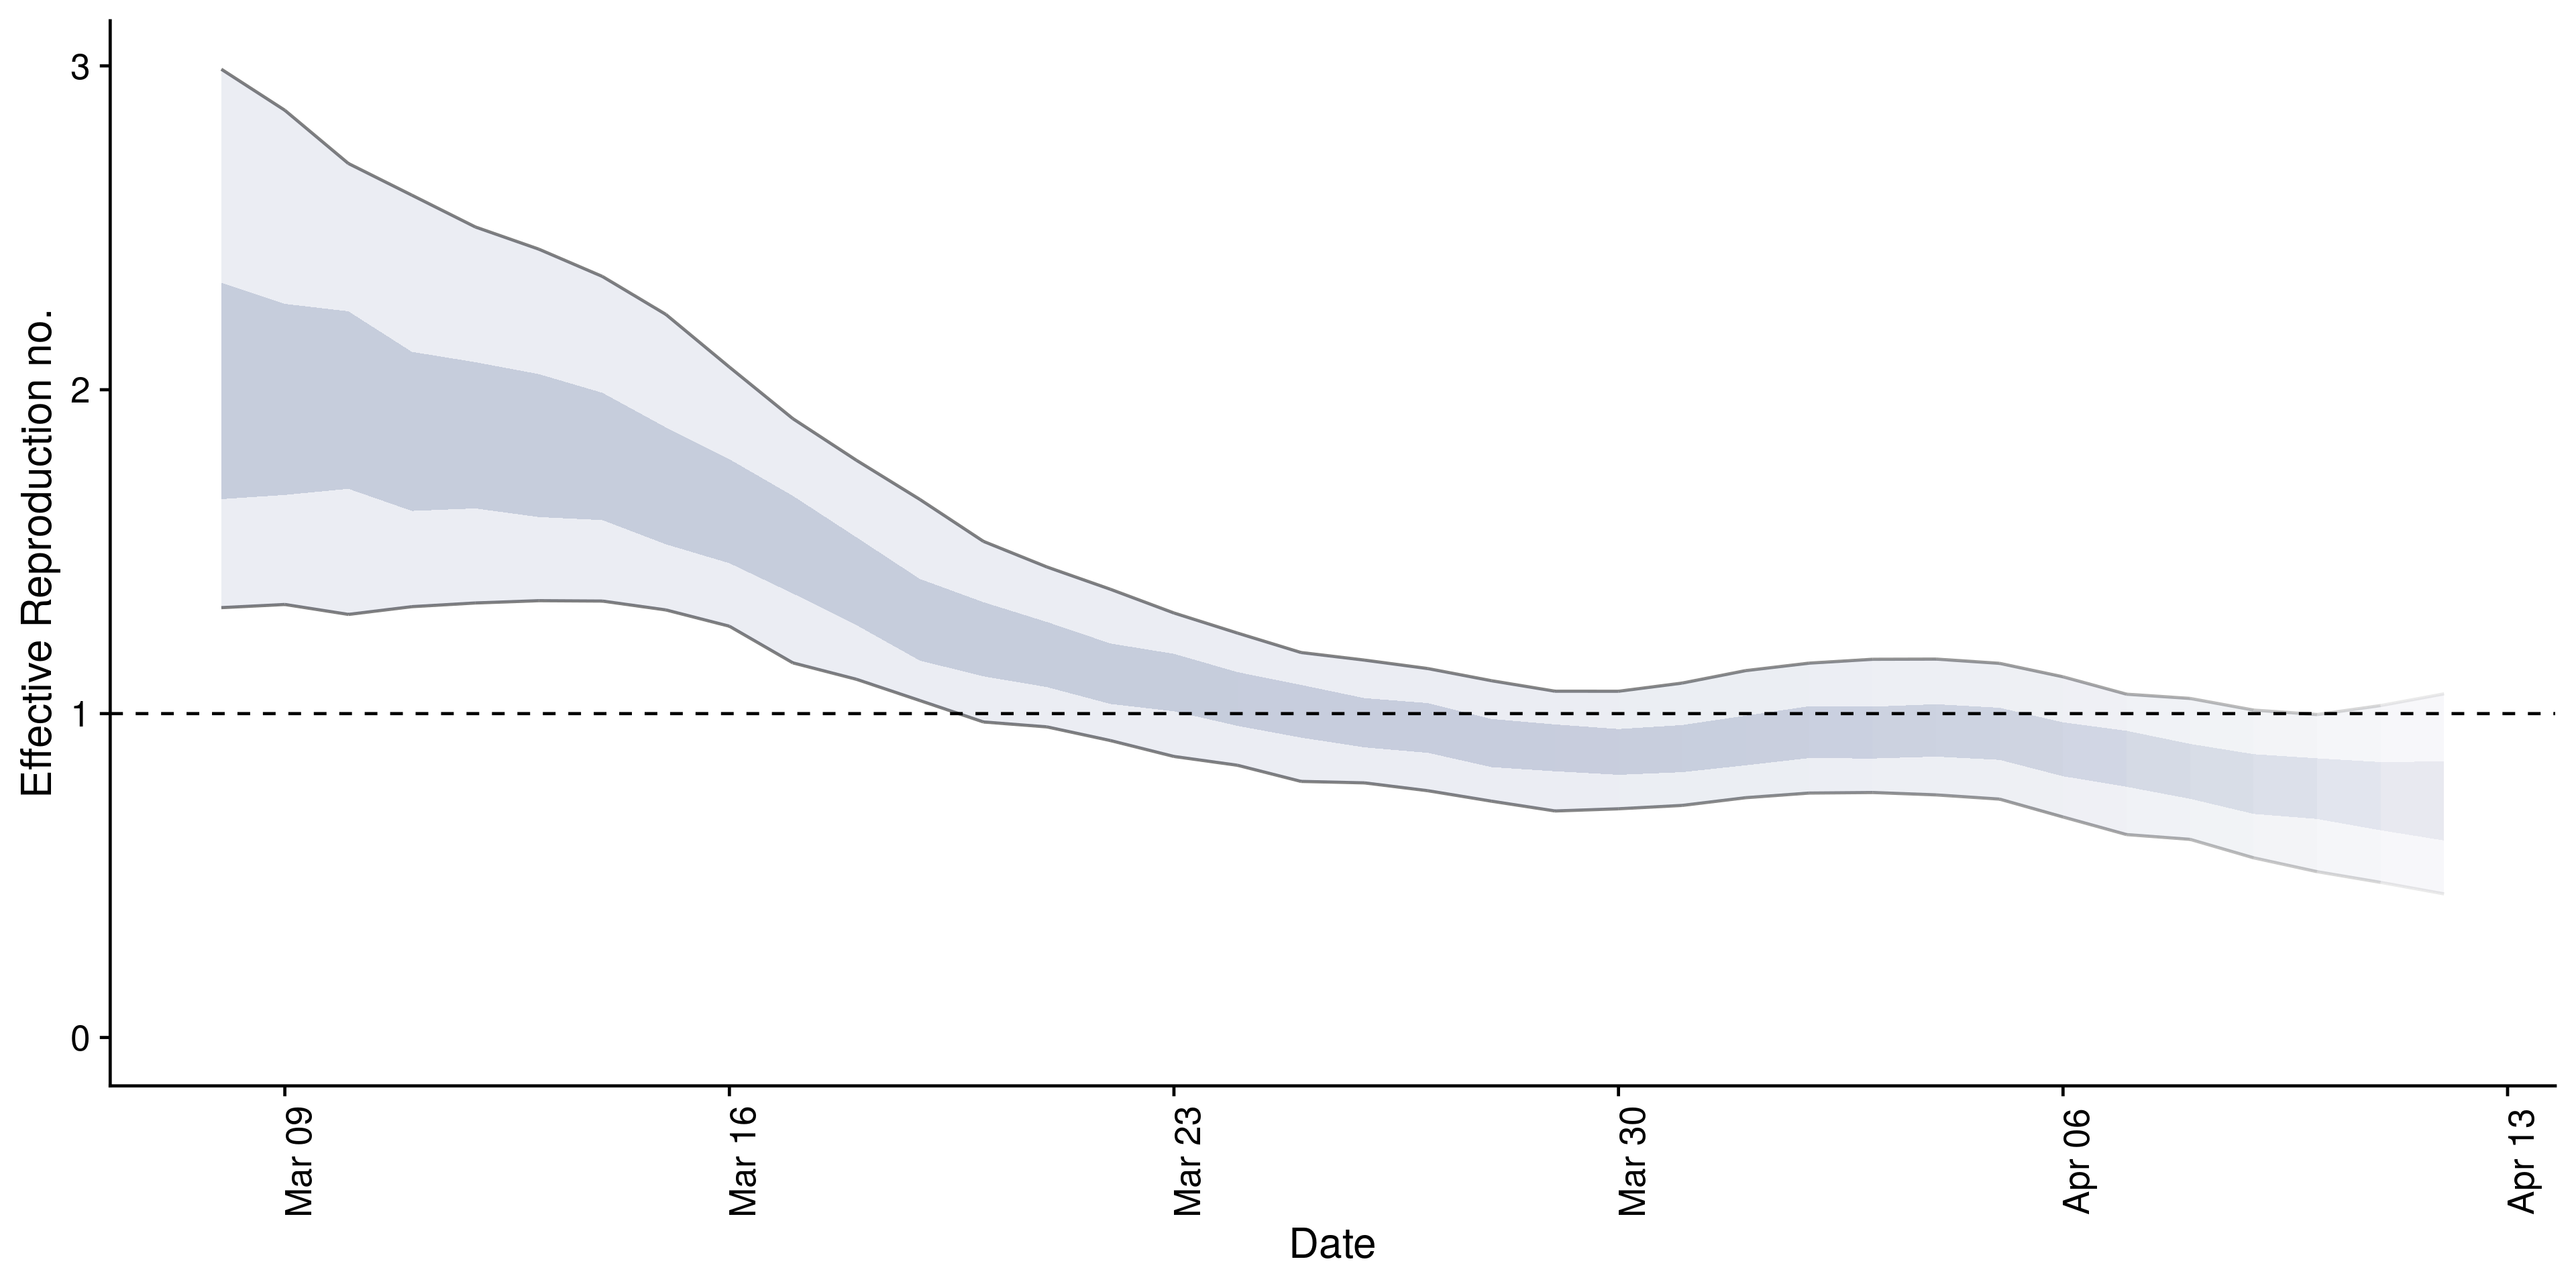 Effective Reproduction no.
3
2
1
0
Mar 09
Mar 16
Mar 23
Mar 30
Apr 06
Apr 13
Date